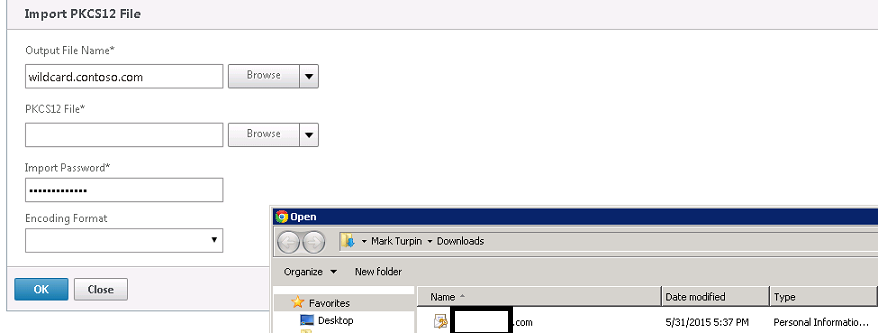 Import PKCS12 File
Output File Name*
wildcard.contoso.com
Browse
PKCS12 File*
Browse
Import Password*
•••••••••••••
Encoding Format
OK
Close
Open
Mark Turpin
Downloads
Organize
New folder
Favorites
Desktop
Name
Date modified
Type
.com
5/31/2015 5:37 PM
Personal Informatio...